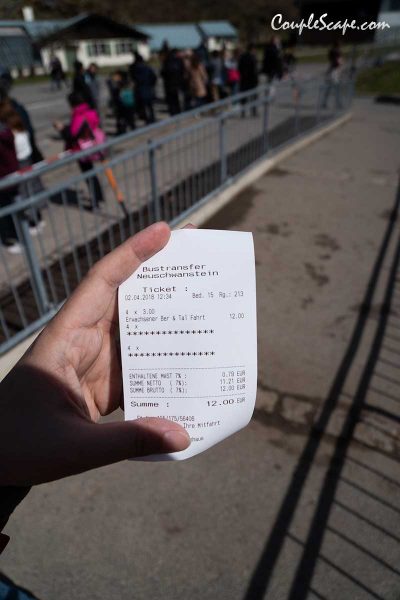 CoupleScape.com
Bustransfer
Neuschwanstein
Ticket :
02.04.2018 12:34 Bed. 15 Rg.: 213
4 x 3.00
Erwachsener Ber & Tal Fahrt 12.00
4 x
***************
4 x
***************
ENTHALTENE MWST 7% : 0.79 EUR
SUMME NETTO ( 7%): 11.21 EUR
SUMME BRUTTO ( 7%): 12.00 EUR
Summe : 12.00 EUR
/175/56406
Ihre Mitfahrt